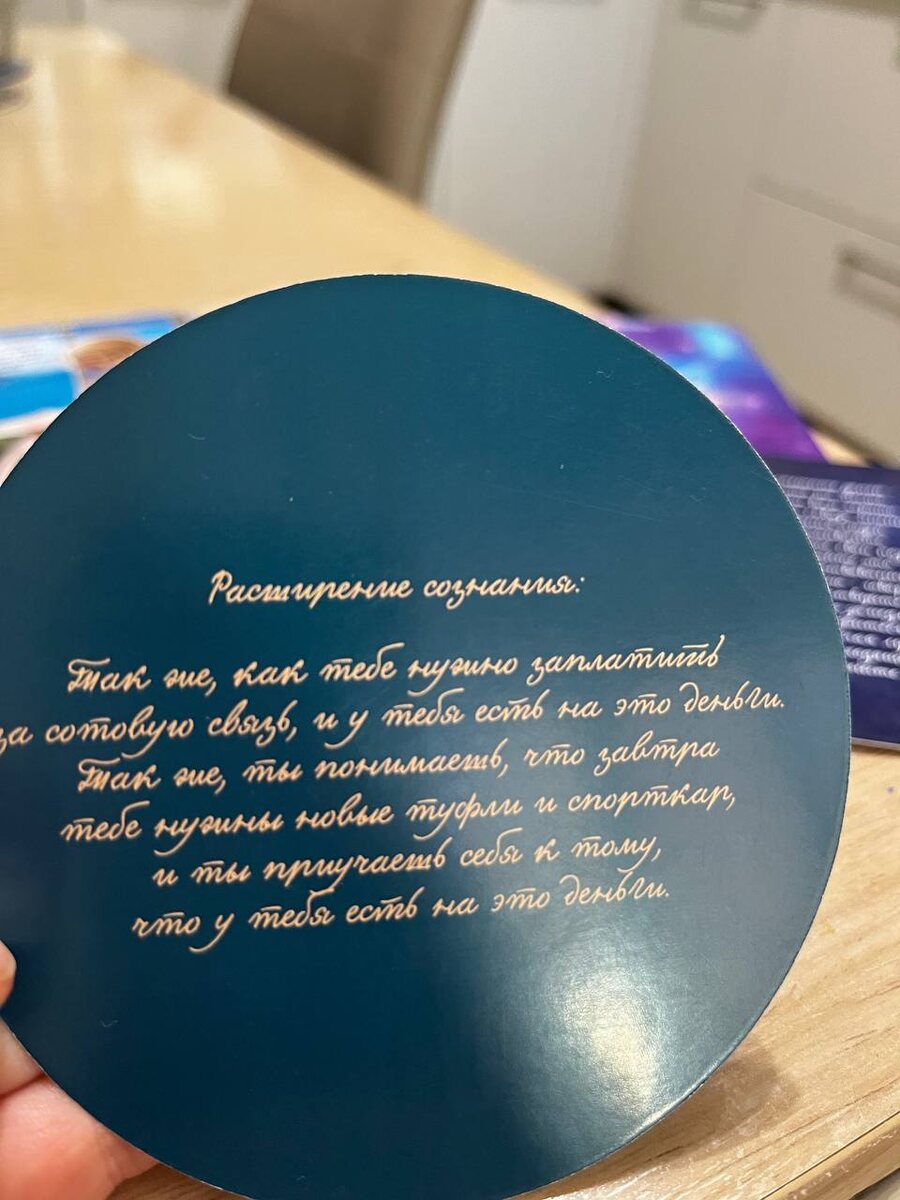 Расширение сознания:
Так же, как тебе нужно заплатить
за сотовую связь, и у тебя есть на это деньги.
Так же, ты понимаешь, что завтра
тебе нужны новые туфли и спорткар,
и ты приучаешь себя к тому,
что у тебя есть на это деньги.